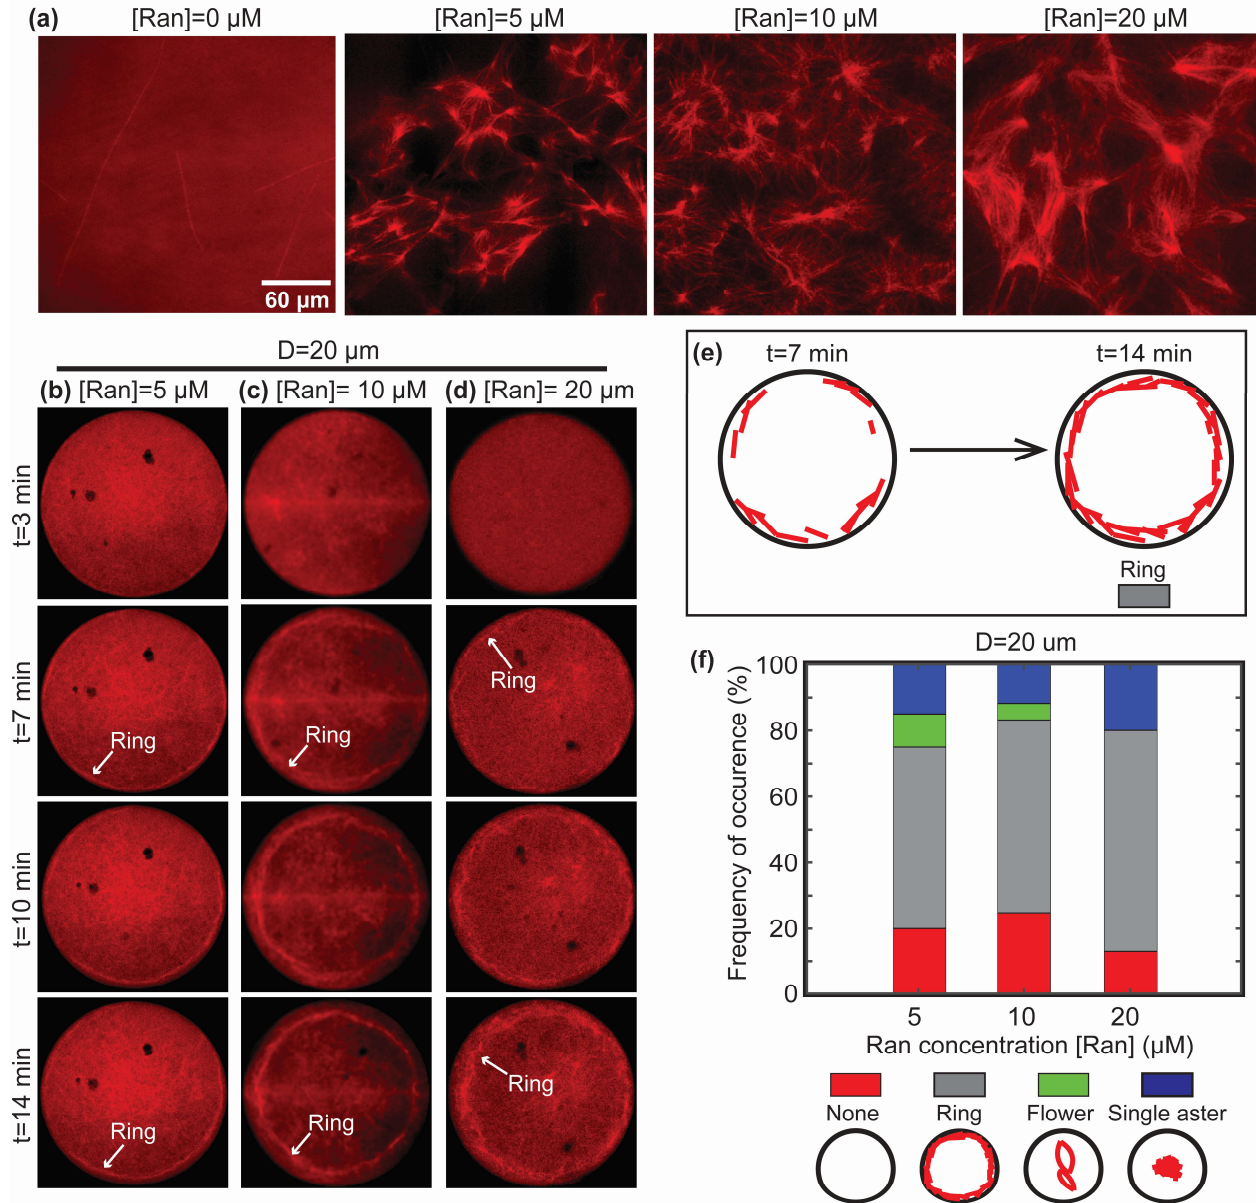 (a) [Ran]=0 µM [Ran]=5 µM [Ran]=10 µM [Ran]=20 µM
60 µm
D=20 µm
(b) [Ran]=5 µM (c) [Ran]= 10 µM (d) [Ran]= 20 µm
t=3 min
t=7 min
Ring
Ring
Ring
t=10 min
t=14 min
Ring
Ring
Ring
(e) t=7 min t=14 min
Ring
(f) D=20 um
Frequency of occurence (%)
100
80
60
40
20
0
5 10 20
Ran concentration [Ran] (µM)
None Ring Flower Single aster